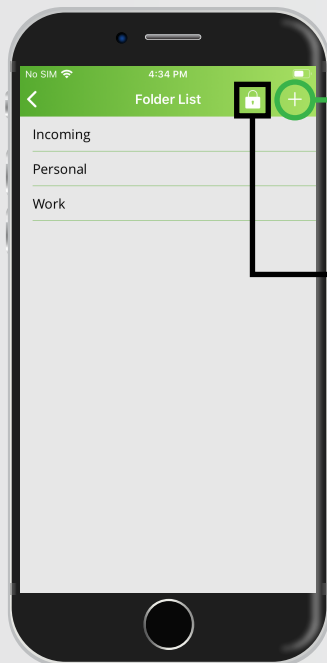 No SIM 4:34 PM
Folder List
Incoming
Personal
Work